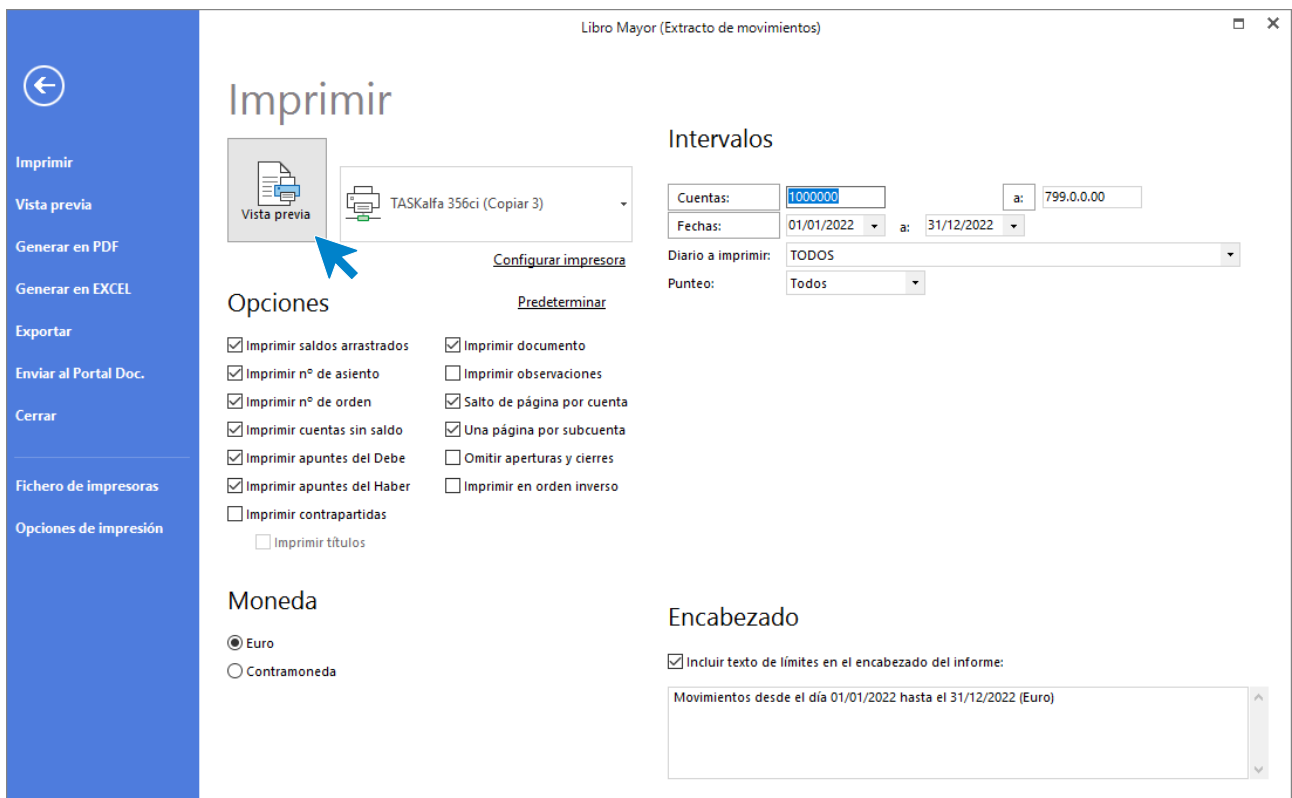 Libro Mayor (Extracto de movimientos)
Imprimir
Vista previa
Generar en PDF
Generar en EXCEL
Exportar
Enviar al Portal Doc.
Cerrar
Fichero de impresoras
Opciones de impresión
Imprimir
Vista previa
TASKalfa 356ci (Copiar 3)
Configurar impresora
Opciones
Predeterminar
Imprimir saldos arrastrados
Imprimir documento
Imprimir nº de asiento
Imprimir observaciones
Imprimir nº de orden
Salto de página por cuenta
Imprimir cuentas sin saldo
Una página por subcuenta
Imprimir apuntes del Debe
Omitir aperturas y cierres
Imprimir apuntes del Haber
Imprimir en orden inverso
Imprimir contrapartidas
Imprimir títulos
Moneda
Euro
Contramoneda
Intervalos
Cuentas: 1000000 a: 799.0.0.00
Fechas: 01/01/2022 a: 31/12/2022
Diario a imprimir: TODOS
Punteo: Todos
Encabezado
Incluir texto de límites en el encabezado del informe:
Movimientos desde el día 01/01/2022 hasta el 31/12/2022 (Euro)